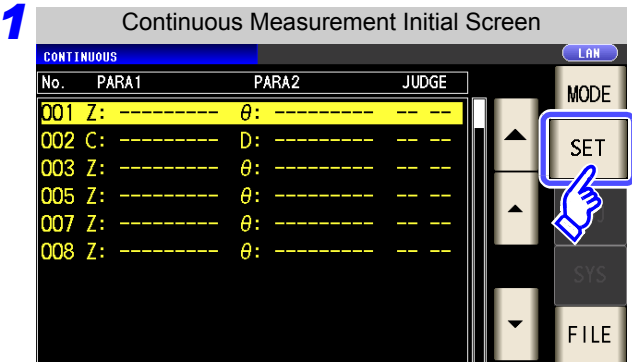 1 Continuous Measurement Initial Screen
CONTINUOUS LAN
No. PARA1 PARA2 JUDGE
001 Z: --------- θ: --------- -- --
002 C: --------- D: --------- -- --
003 Z: --------- θ: --------- -- --
005 Z: --------- θ: --------- -- --
007 Z: --------- θ: --------- -- --
008 Z: --------- θ: --------- -- --
MODE
SET
SYS
FILE